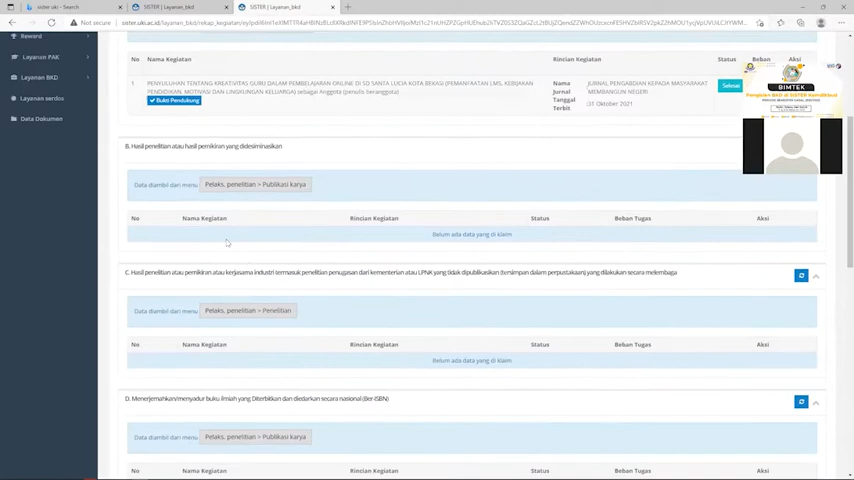 sister uki - Search
SISTER | Layanan_bkd
SISTER | Layanan_bkd
Not secure
Reward
Layanan PAK
Layanan BKD
Layanan serdos
Data Dokumen
No
Nama Kegiatan
Rincian Kegiatan
Status
Beban
Aksi
1
PENYULUHAN TENTANG KREATIVITAS GURU DALAM PEMBELAJARAN ONLINE DI SD SANTA LUCIA KOTA BEKASI (PEMANFAATAN LMS, KEBIJAKAN
PENDIDIKAN, MOTIVASI DAN LINGKUNGAN KELUARGA) sebagai Anggota (penulis beranggota)
Bukti Pendukung
Nama
Jurnal
Tanggal
Terbit
: JURNAL PENGABDIAN KEPADA MASYARAKAT
MEMBANGUN NEGERI
: 31 Oktober 2021
Selesai
BIMTEK
Pengisian BKD di SISTER Kemdikbud
B. Hasil penelitian atau hasil pemikiran yang didesiminasikan
Data diambil dari menu
Pelaks. penelitian > Publikasi karya
No
Nama Kegiatan
Rincian Kegiatan
Status
Beban Tugas
Aksi
Belum ada data yang di klaim
C. Hasil penelitian atau pemikiran atau kerjasama industri termasuk penelitian penugasan dari kementerian atau LPNK yang tidak dipublikasikan (tersimpan dalam perpustakaan) yang dilakukan secara melembaga
Data diambil dari menu
Pelaks. penelitian > Penelitian
No
Nama Kegiatan
Rincian Kegiatan
Status
Beban Tugas
Aksi
Belum ada data yang di klaim
D. Menerjemahkan/menyadur buku ilmiah yang Diterbitkan dan diedarkan secara nasional (Ber-ISBN)
Data diambil dari menu
Pelaks. penelitian > Publikasi karya
No
Nama Kegiatan
Rincian Kegiatan
Status
Beban Tugas
Aksi